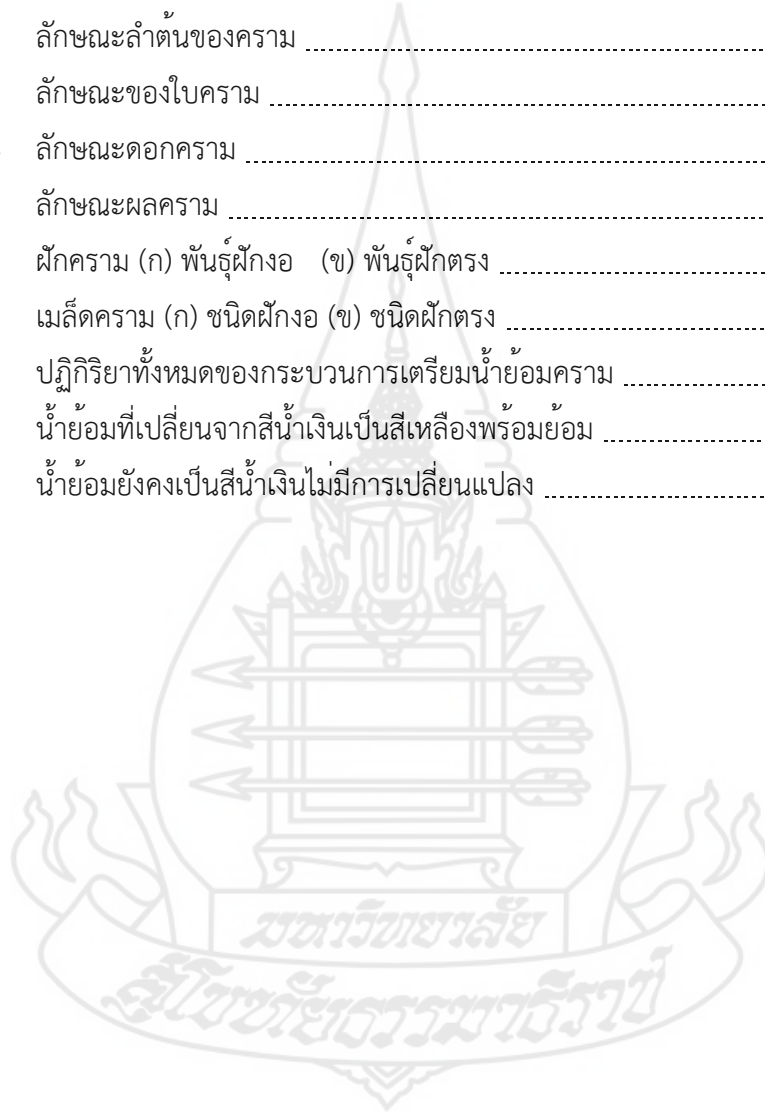 ลักษณะลำต้นของคราม
ลักษณะของใบคราม
ลักษณะดอกคราม
ลักษณะผลคราม
ฝักคราม (ก) พันธุ์ฝักงอ (ข) พันธุ์ฝักตรง
เมล็ดคราม (ก) ชนิดฝักงอ (ข) ชนิดฝักตรง
ปฏิกิริยาทั้งหมดของกระบวนการเตรียมน้ำย้อมคราม
น้ำย้อมที่เปลี่ยนจากสีน้ำเงินเป็นสีเหลืองพร้อมย้อม
น้ำย้อมยังคงเป็นสีน้ำเงินไม่มีการเปลี่ยนแปลง
มหาวิทยาลัย
สุโขทัยธรรมาธิราช